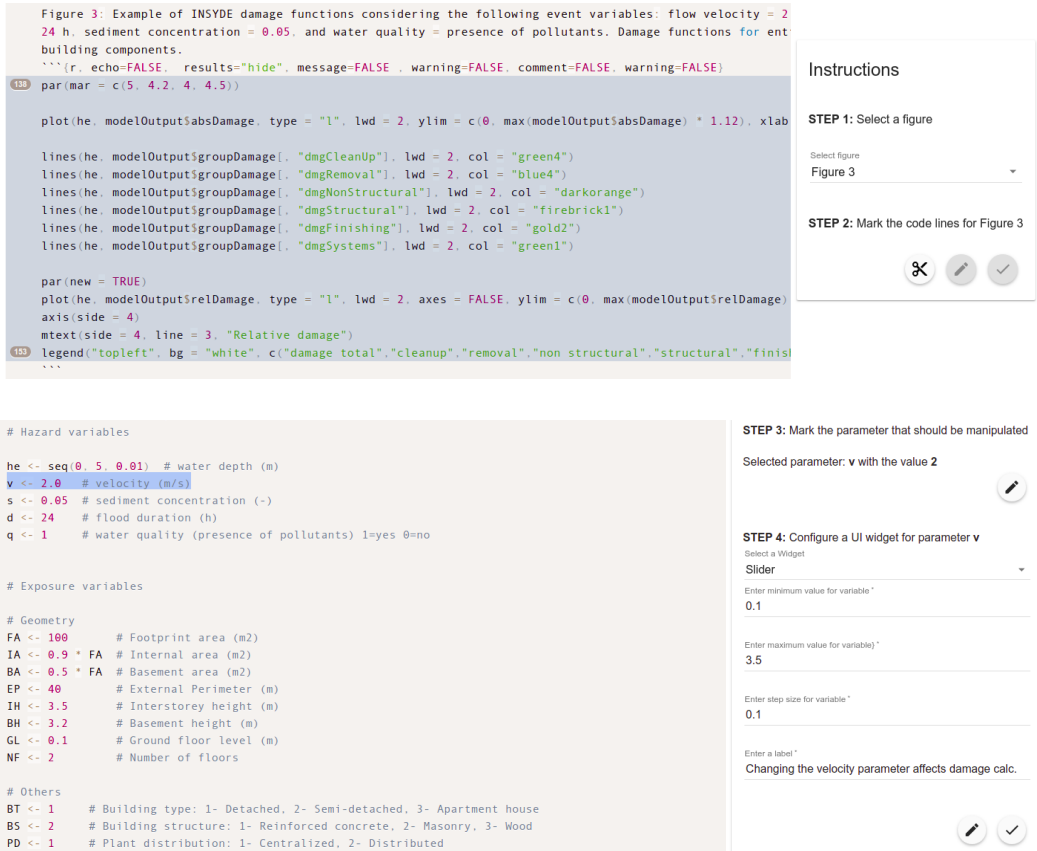 Figure 3: Example of INSYDE damage functions considering the following event variables: flow velocity = 2
24 h, sediment concentration = 0.05, and water quality = presence of pollutants. Damage functions for ent
building components.
```{r, echo=FALSE,  results="hide", message=FALSE , warning=FALSE, comment=FALSE, warning=FALSE}
138 par(mar = c(5, 4.2, 4, 4.5))
plot(he, modelOutput$absDamage, type = "l", lwd = 2, ylim = c(0, max(modelOutput$absDamage) * 1.12), xlab
lines(he, modelOutput$groupDamage[, "dmgCleanUp"], lwd = 2, col = "green4")
lines(he, modelOutput$groupDamage[, "dmgRemoval"], lwd = 2, col = "blue4")
lines(he, modelOutput$groupDamage[, "dmgNonStructural"], lwd = 2, col = "darkorange")
lines(he, modelOutput$groupDamage[, "dmgStructural"], lwd = 2, col = "firebrick1")
lines(he, modelOutput$groupDamage[, "dmgFinishing"], lwd = 2, col = "gold2")
lines(he, modelOutput$groupDamage[, "dmgSystems"], lwd = 2, col = "green1")
par(new = TRUE)
plot(he, modelOutput$relDamage, type = "l", lwd = 2, axes = FALSE, ylim = c(0, max(modelOutput$relDamage)
axis(side = 4)
mtext(side = 4, line = 3, "Relative damage")
153 legend("topleft", bg = "white", c("damage total","cleanup","removal","non structural","structural","finis
```
Instructions
STEP 1: Select a figure
Select figure
Figure 3
STEP 2: Mark the code lines for Figure 3
# Hazard variables
he <- seq(0, 5, 0.01)  # water depth (m)
v <- 2.0   # velocity (m/s)
s <- 0.05  # sediment concentration (-)
d <- 24    # flood duration (h)
q <- 1     # water quality (presence of pollutants) 1=yes 0=no
# Exposure variables
# Geometry
FA <- 100       # Footprint area (m2)
IA <- 0.9 * FA  # Internal area (m2)
BA <- 0.5 * FA  # Basement area (m2)
EP <- 40        # External Perimeter (m)
IH <- 3.5       # Interstorey height (m)
BH <- 3.2       # Basement height (m)
GL <- 0.1       # Ground floor level (m)
NF <- 2         # Number of floors
# Others
BT <- 1     # Building type: 1- Detached, 2- Semi-detached, 3- Apartment house
BS <- 2     # Building structure: 1- Reinforced concrete, 2- Masonry, 3- Wood
PD <- 1     # Plant distribution: 1- Centralized, 2- Distributed
STEP 3: Mark the parameter that should be manipulated
Selected parameter: v with the value 2
STEP 4: Configure a UI widget for parameter v
Select a Widget
Slider
Enter minimum value for variable *
0.1
Enter maximum value for variable) *
3.5
Enter step size for variable *
0.1
Enter a label *
Changing the velocity parameter affects damage calc.